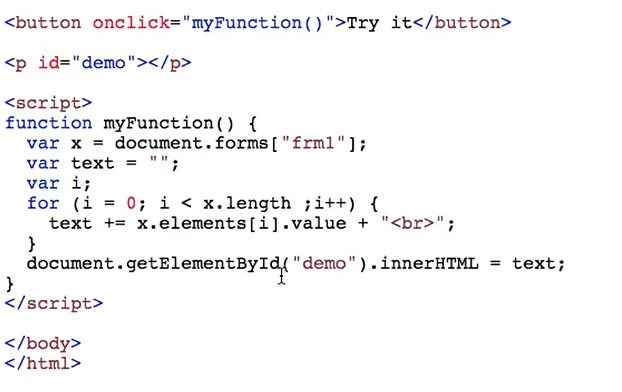 <button onclick="myFunction()">Try it</button>
<p id="demo"></p>
<script>
function myFunction() {
  var x = document.forms["frm1"];
  var text = "";
  var i;
  for (i = 0; i < x.length ;i++) {
    text += x.elements[i].value + "<br>";
  }
  document.getElementById("demo").innerHTML = text;
}
</script>
</body>
</html>